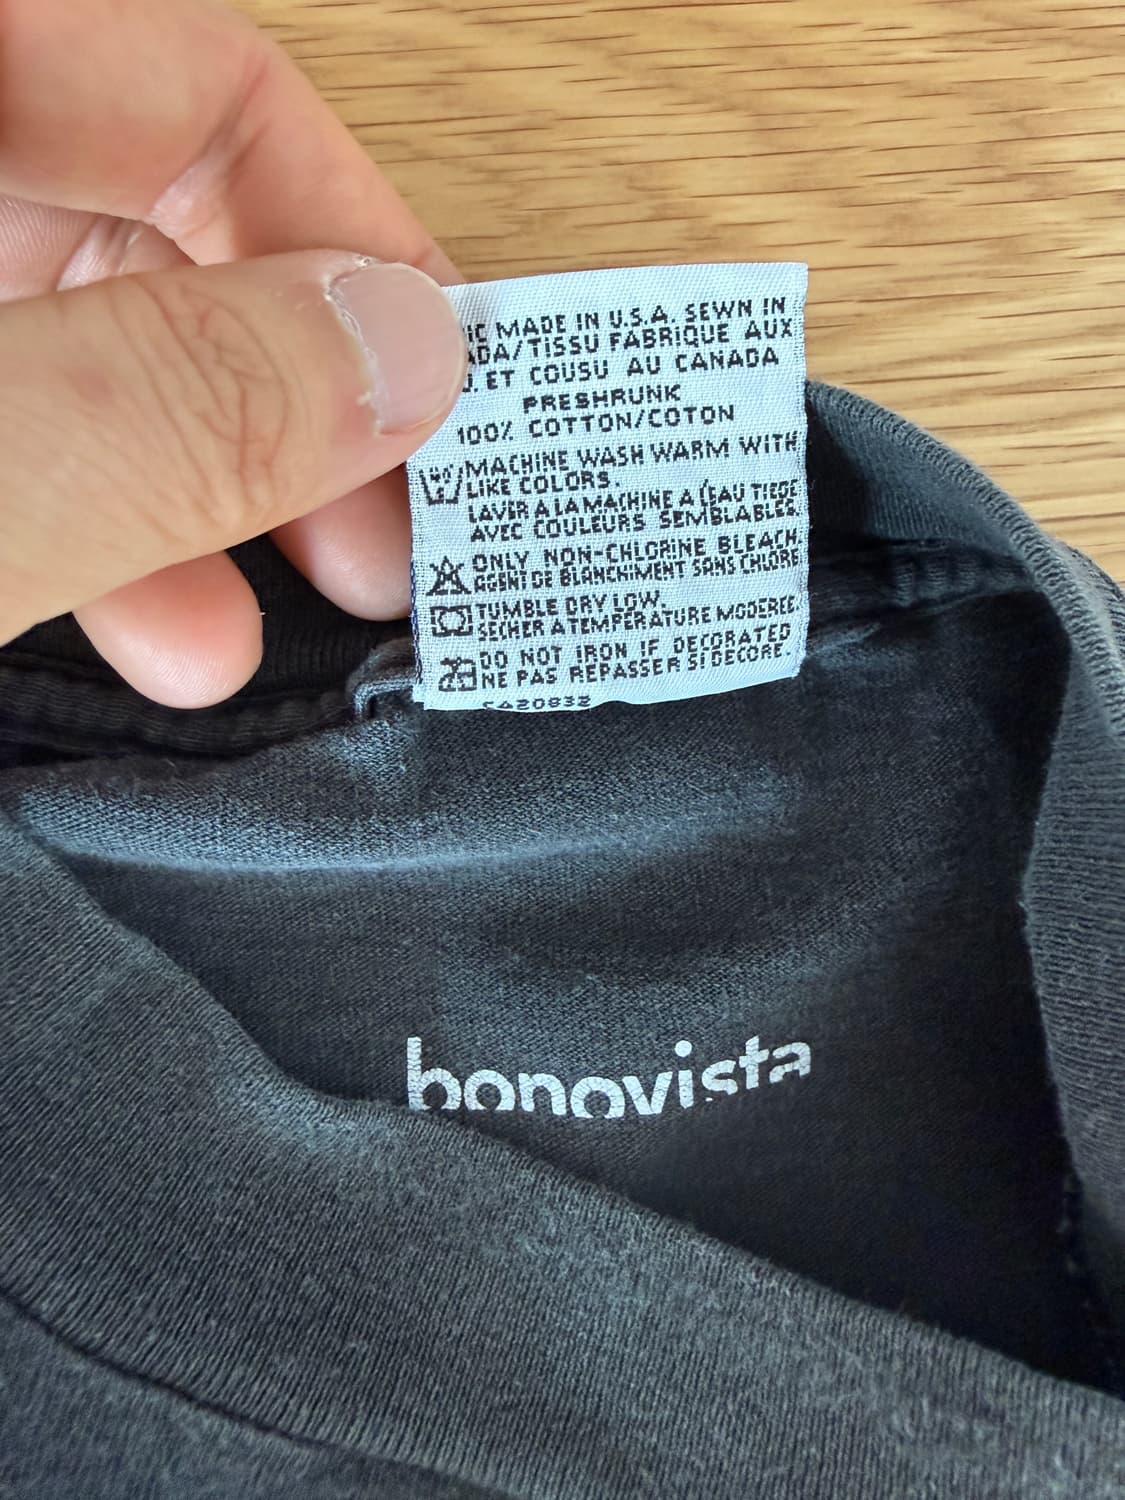 MADE IN U.S.A. SEWN IN
/TISSU FABRIQUE AUX
ET COUSU AU CANADA
PRESHRUNK
100% COTTON/COTON
MACHINE WASH WARM WITH
LIKE COLORS.
LAVER A LA MACHINE A L'EAU TIEDE
AVEC COULEURS SEMBLABLES.
ONLY NON-CHLORINE BLEACH.
AGENT DE BLANCHIMENT SANS CHLORE
TUMBLE DRY LOW.
SECHER A TEMPERATURE MODEREE.
DO NOT IRON IF DECORATED
NE PAS REPASSER SI DECORE.
bonovista